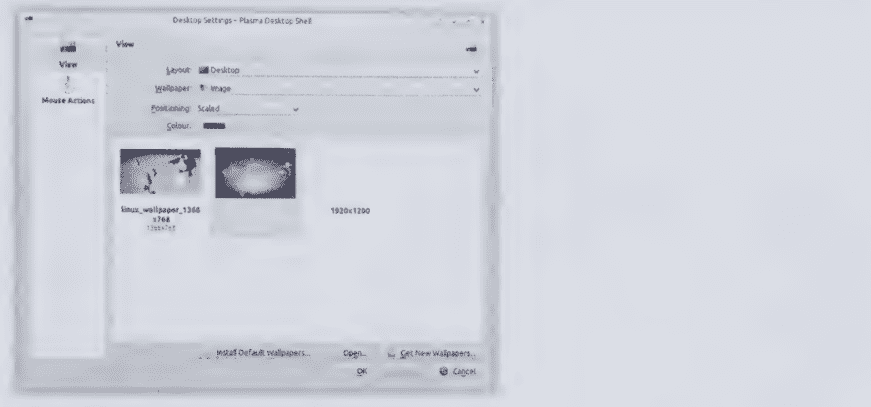 Desktop Settings – Plasma Desktop Shell
View
View
Mouse Actions
Layout: Desktop
Wallpaper: Image
Positioning: Scaled
Colour:
linux_wallpaper_1366
x768
1366x768
1920x1200
Install Default Wallpapers...
Open...
Get New Wallpapers...
OK
Cancel